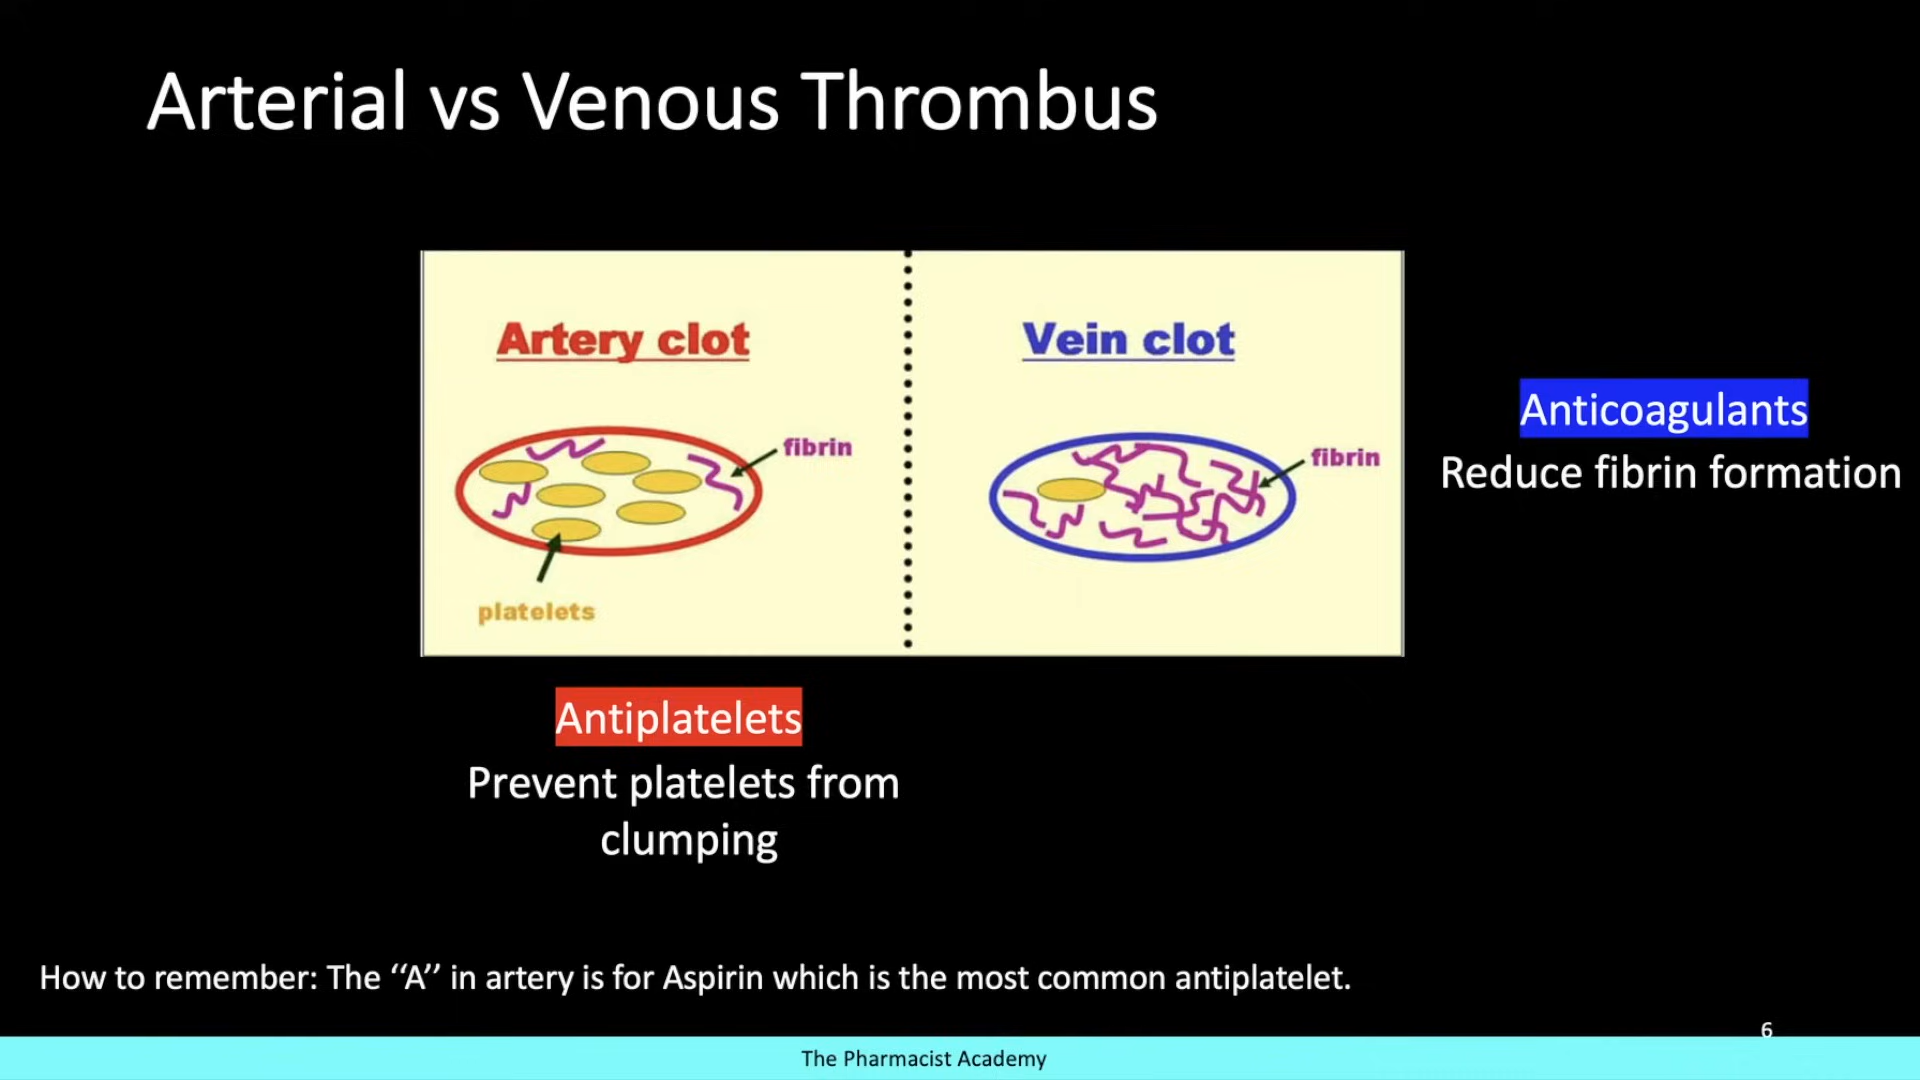 Arterial vs Venous Thrombus
Artery clot
fibrin
platelets
Vein clot
fibrin
Anticoagulants
Reduce fibrin formation
Antiplatelets
Prevent platelets from
clumping
How to remember: The ‘‘A’’ in artery is for Aspirin which is the most common antiplatelet.
6
The Pharmacist Academy